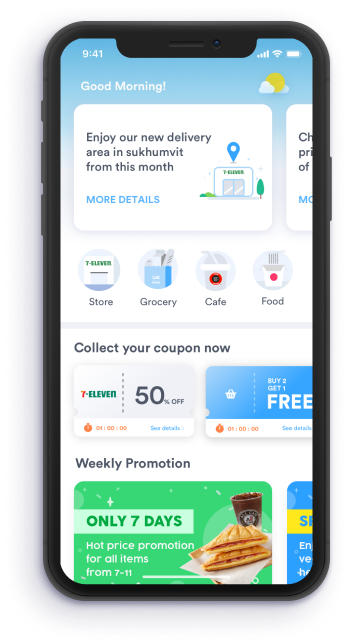 9:41
Good Morning!
Enjoy our new delivery
area in sukhumvit
from this month
MORE DETAILS
7-ELEVEN
Ch
pri
of
MO
7-ELEVEN
Store
Grocery
Cafe
Food
Collect your coupon now
7-ELEVEN
50% OFF
01 : 00 : 00
See details
BUY 2
GET 1
FREE
01 : 00 : 00
See details
Weekly Promotion
ONLY 7 DAYS
Hot price promotion
for all items
from 7-11
SP
Enj
ve